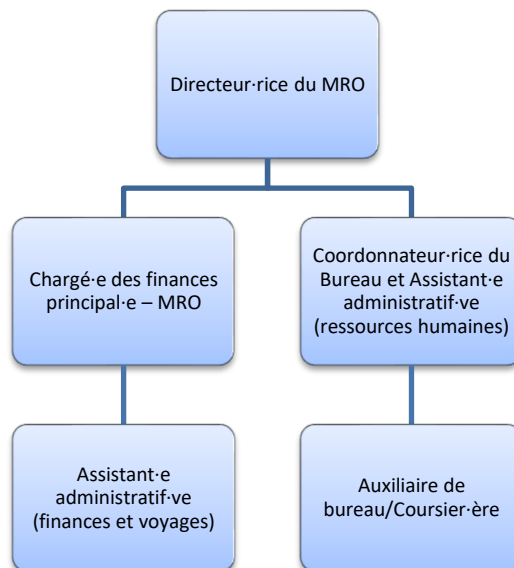 Directeur·rice du MRO
Chargé·e des finances
principal·e – MRO
Coordonnateur·rice du
Bureau et Assistant·e
administratif·ve
(ressources humaines)
Assistant·e
administratif·ve
(finances et voyages)
Auxiliaire de
bureau/Coursier·ère